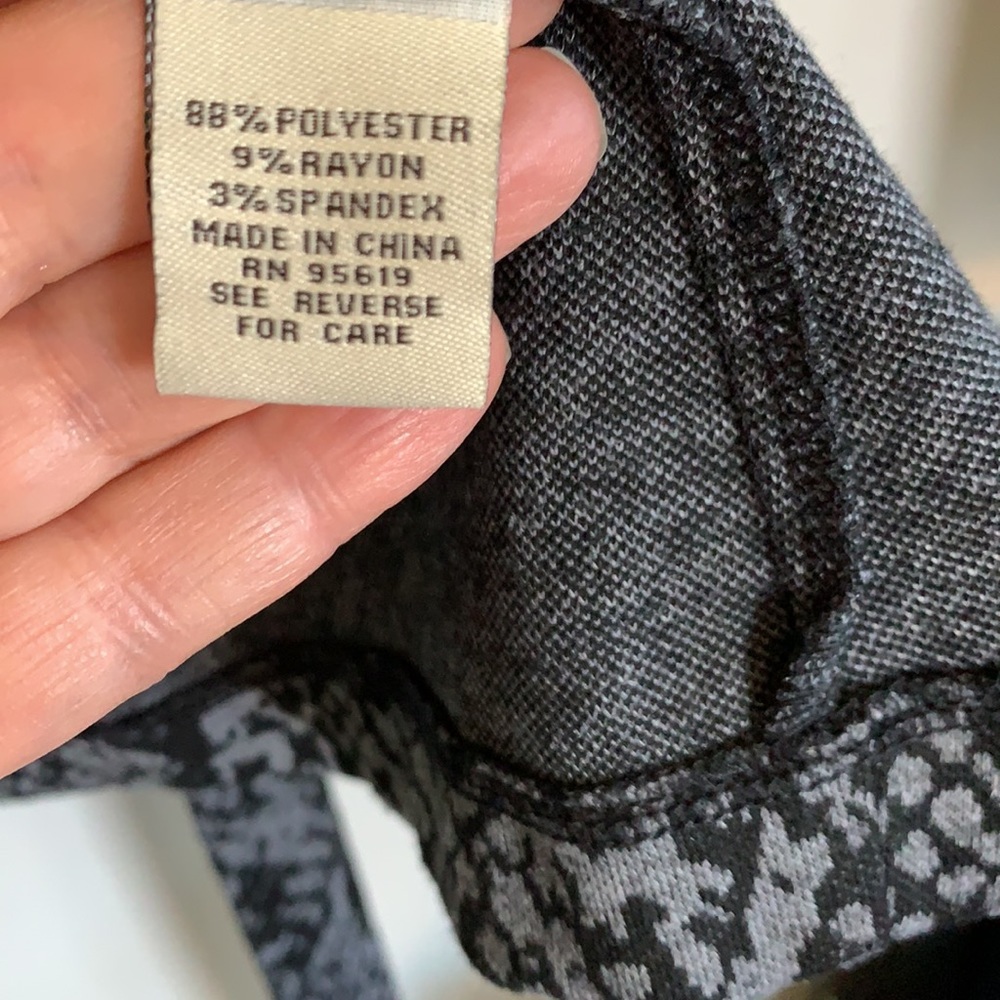 88% POLYESTER
9% RAYON
3% SPANDEX
MADE IN CHINA
RN 95619
SEE REVERSE
FOR CARE